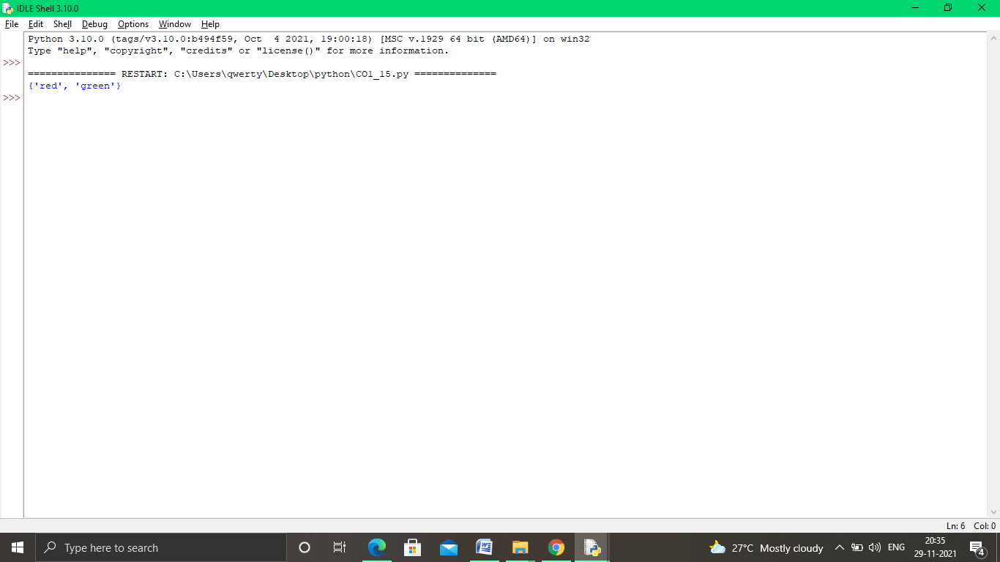 IDLE Shell 3.10.0
File Edit Shell Debug Options Window Help
Python 3.10.0 (tags/v3.10.0:b494f59, Oct  4 2021, 19:00:18) [MSC v.1929 64 bit (AMD64)] on win32
Type "help", "copyright", "credits" or "license()" for more information.
>>>
=============== RESTART: C:\Users\qwerty\Desktop\python\CO1_15.py ==============
{'red', 'green'}
>>>
Ln: 6 Col: 0
Type here to search
27°C Mostly cloudy
ENG
20:35
29-11-2021
4